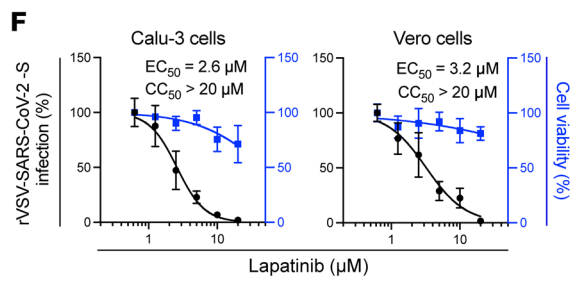 F
Calu-3 cells
EC50 = 2.6 µM
CC50 > 20 µM
rVSV-SARS-CoV-2 -S
infection (%)
150
100
50
0
150
100
50
0
1
10
Vero cells
EC50 = 3.2 µM
CC50 > 20 µM
150
100
50
0
150
100
50
0
1
10
Cell viability (%)
Lapatinib (µM)